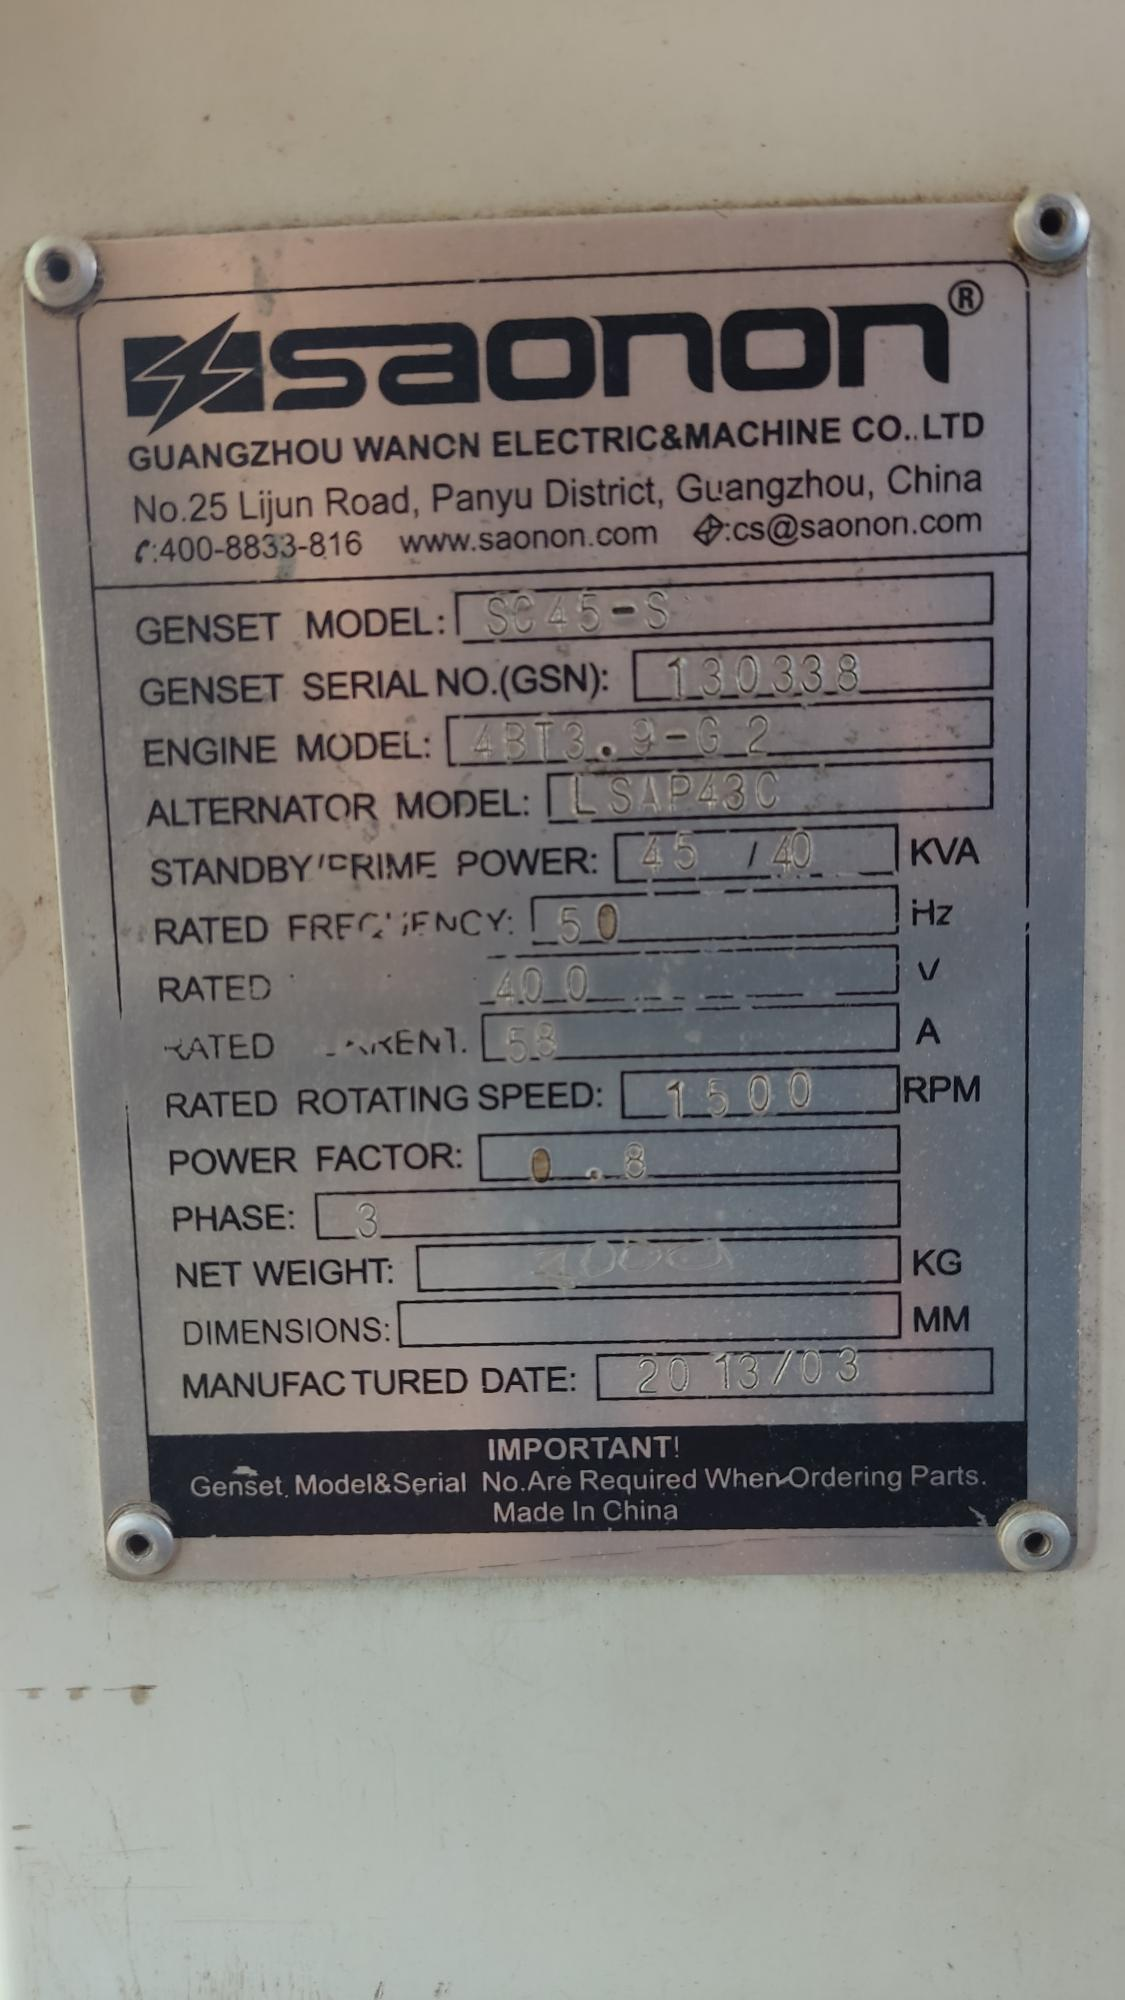 saonon®
GUANGZHOU WANCN ELECTRIC&MACHINE CO.,LTD
No.25 Lijun Road, Panyu District, Guangzhou, China
:400-8833-816 www.saonon.com :cs@saonon.com
GENSET MODEL: SC45-S
GENSET SERIAL NO.(GSN): 130338
ENGINE MODEL: 4BT3.9-G2
ALTERNATOR MODEL: LSAP43C
STANDBY/PRIME POWER: 45 / 40 KVA
RATED FREQUENCY: 50 Hz
RATED 400 V
RATED CURRENT: 58 A
RATED ROTATING SPEED: 1500 RPM
POWER FACTOR: 0.8
PHASE: 3
NET WEIGHT: KG
DIMENSIONS: MM
MANUFACTURED DATE: 2013/03
IMPORTANT!
Genset Model&Serial No.Are Required When Ordering Parts.
Made In China